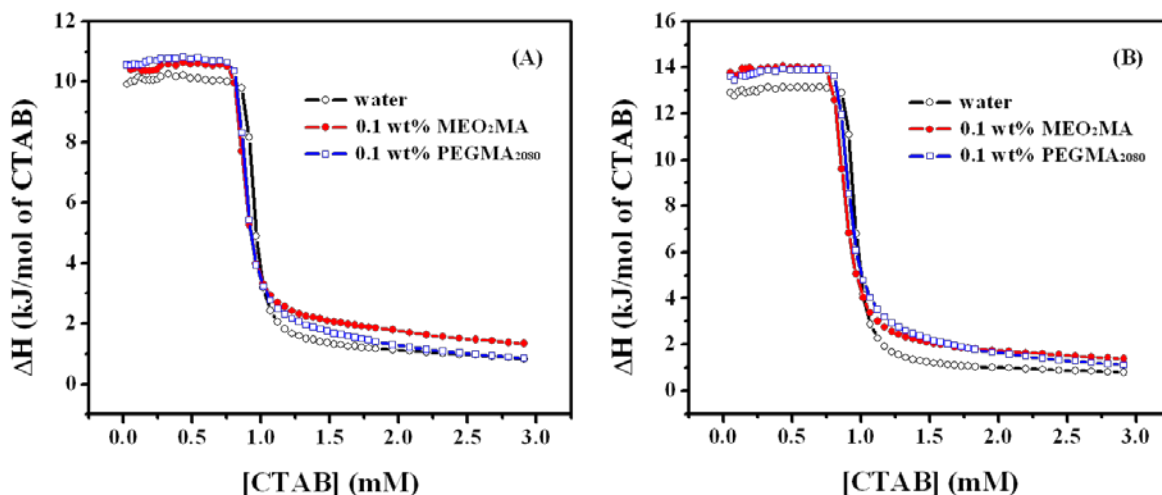 12
10
8
6
4
2
0
ΔH (kJ/mol of CTAB)
(A)
water
0.1 wt% MEO₂MA
0.1 wt% PEGMA₂₀₈₀
0.0 0.5 1.0 1.5 2.0 2.5 3.0
[CTAB] (mM)
16
14
12
10
8
6
4
2
0
ΔH (kJ/mol of CTAB)
(B)
water
0.1 wt% MEO₂MA
0.1 wt% PEGMA₂₀₈₀
0.0 0.5 1.0 1.5 2.0 2.5 3.0
[CTAB] (mM)